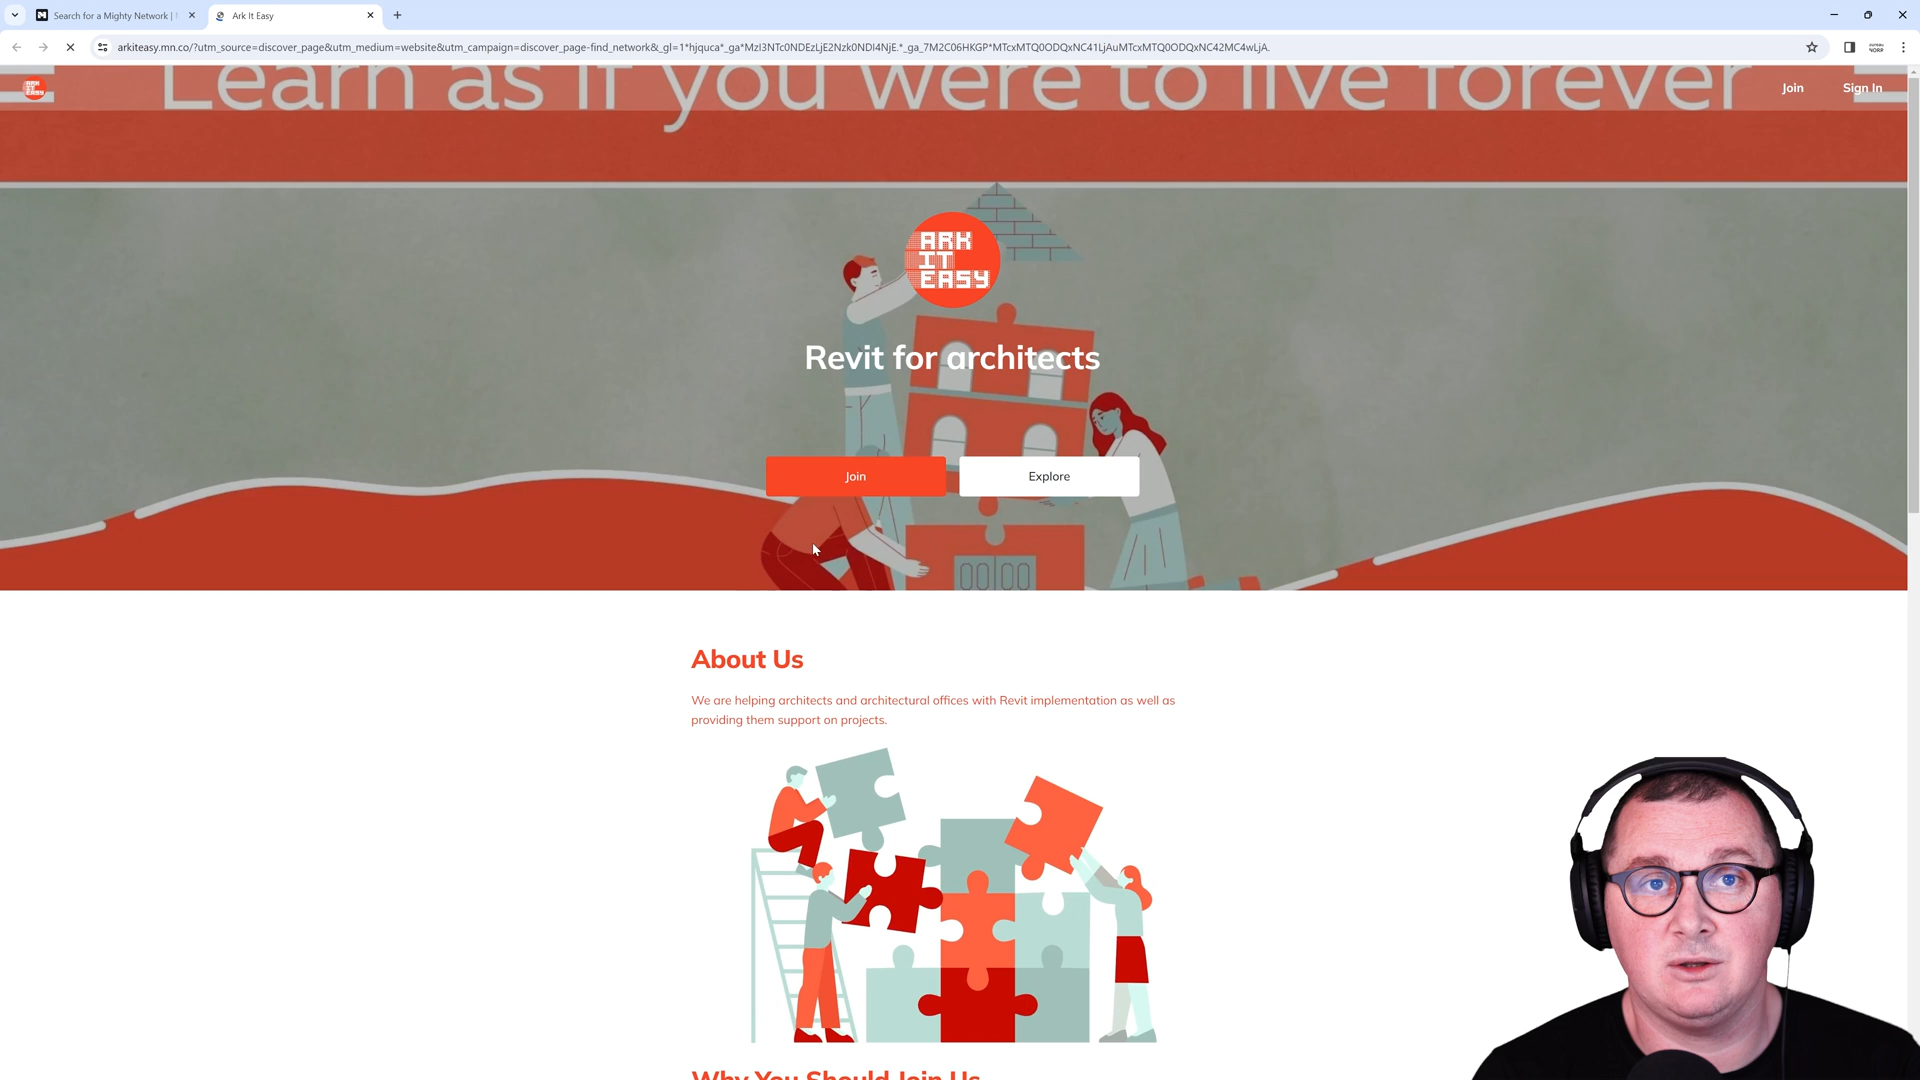 Search for a Mighty Network |
Ark It Easy
arkiteasy.mn.co/?utm_source=discover_page&utm_medium=website&utm_campaign=discover_page-find_network&_gl=1*hjquca*_ga*MzI3NTc0NDEzLjE2Nzk0NDI4NjE.*_ga_7M2C06HKGP*MTcxMTQ0ODQxNC41LjAuMTcxMTQ0ODQxNC42MC4wLjA.
Learn as if you were to live forever
ARK
IT
EASY
Join
Sign In
ARK
IT
EASY
Revit for architects
Join
Explore
About Us
We are helping architects and architectural offices with Revit implementation as well as
providing them support on projects.
Why You Should Join Us